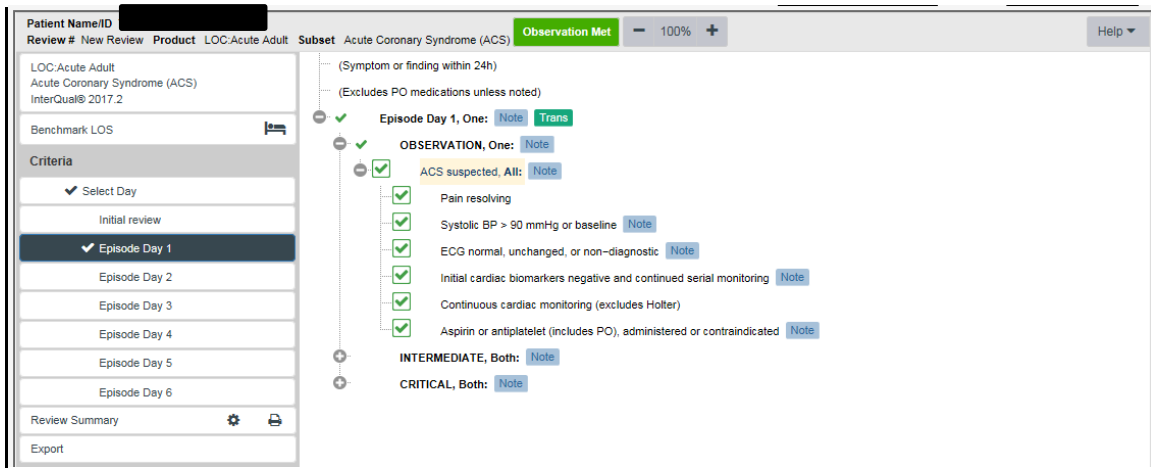 Patient Name/ID
Review # New Review Product LOC:Acute Adult Subset Acute Coronary Syndrome (ACS) Observation Met − 100% + Help
LOC:Acute Adult
Acute Coronary Syndrome (ACS)
InterQual® 2017.2
Benchmark LOS
Criteria
Select Day
Initial review
Episode Day 1
Episode Day 2
Episode Day 3
Episode Day 4
Episode Day 5
Episode Day 6
Review Summary
Export
(Symptom or finding within 24h)
(Excludes PO medications unless noted)
Episode Day 1, One: Note Trans
OBSERVATION, One: Note
ACS suspected, All: Note
Pain resolving
Systolic BP > 90 mmHg or baseline Note
ECG normal, unchanged, or non−diagnostic Note
Initial cardiac biomarkers negative and continued serial monitoring Note
Continuous cardiac monitoring (excludes Holter)
Aspirin or antiplatelet (includes PO), administered or contraindicated Note
INTERMEDIATE, Both: Note
CRITICAL, Both: Note